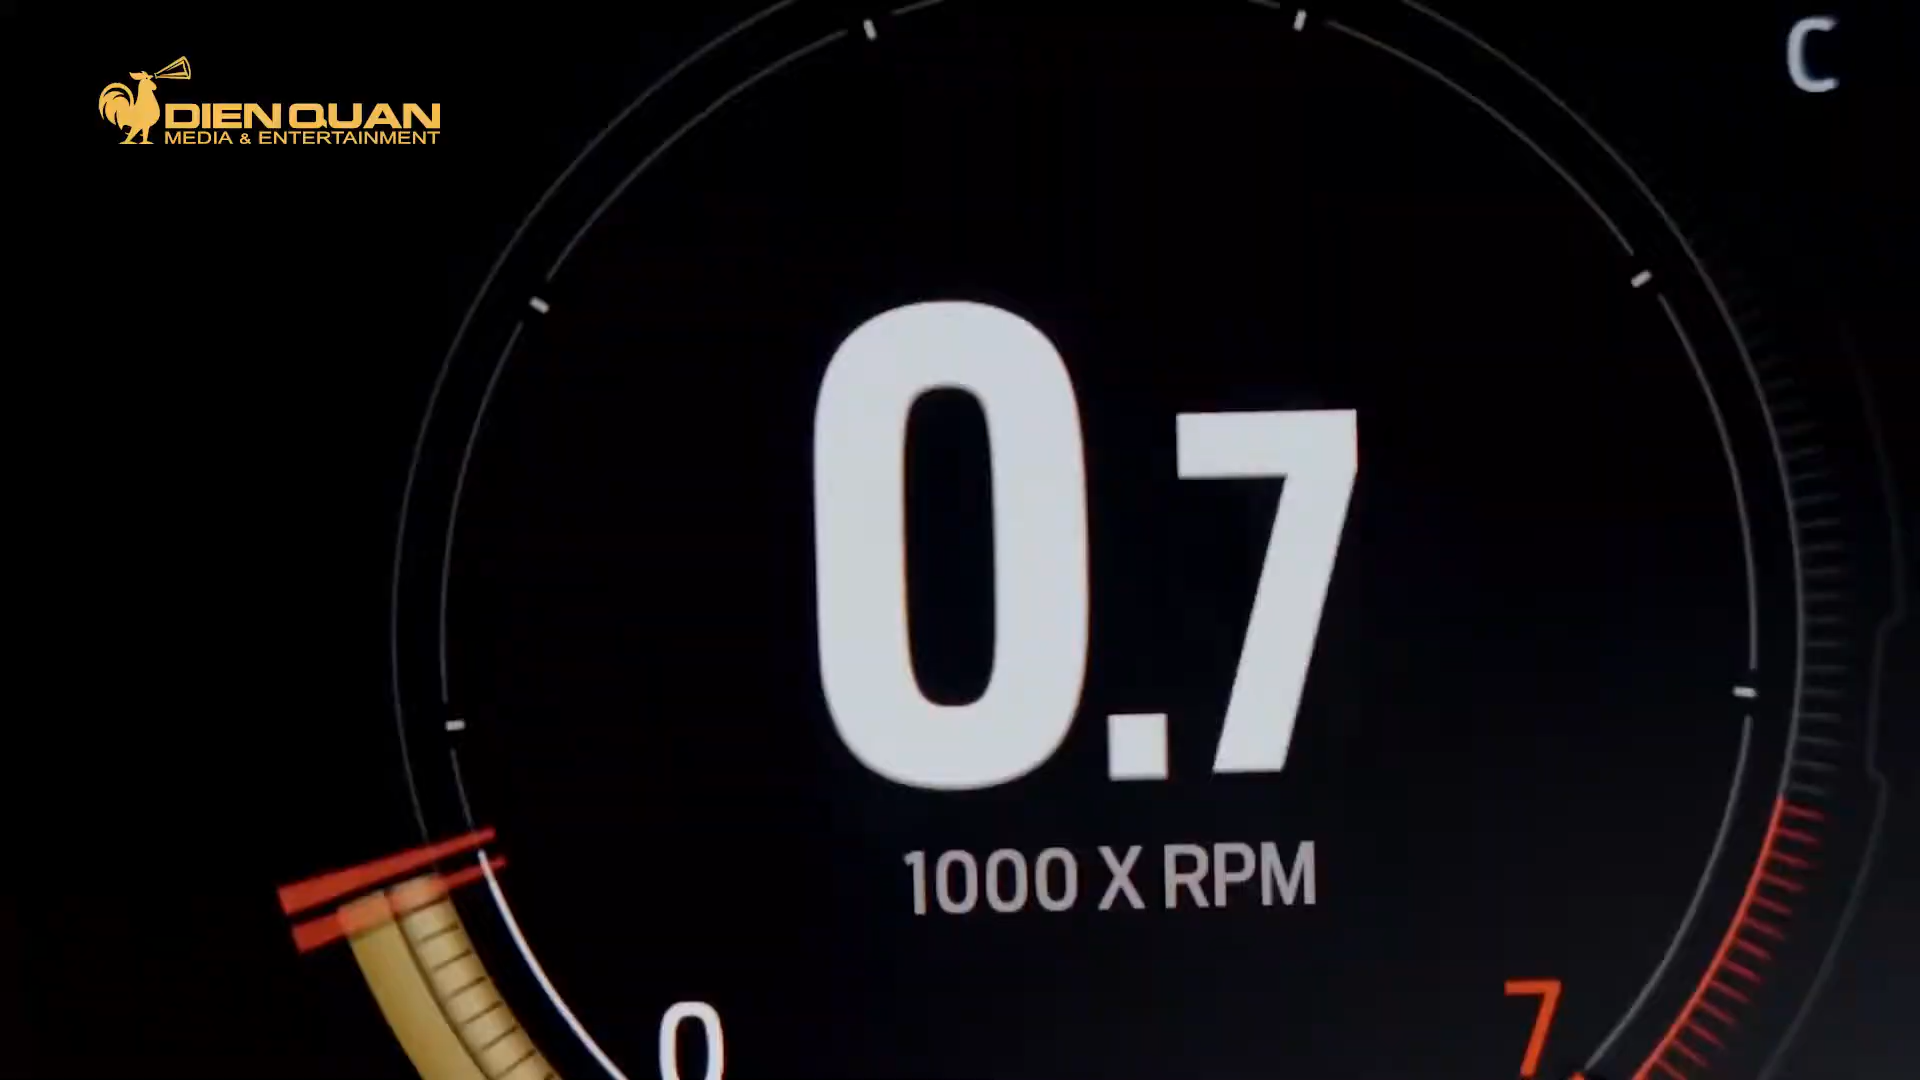 C
DIEN QUAN
MEDIA & ENTERTAINMENT
0.7
1000 X RPM
0
7